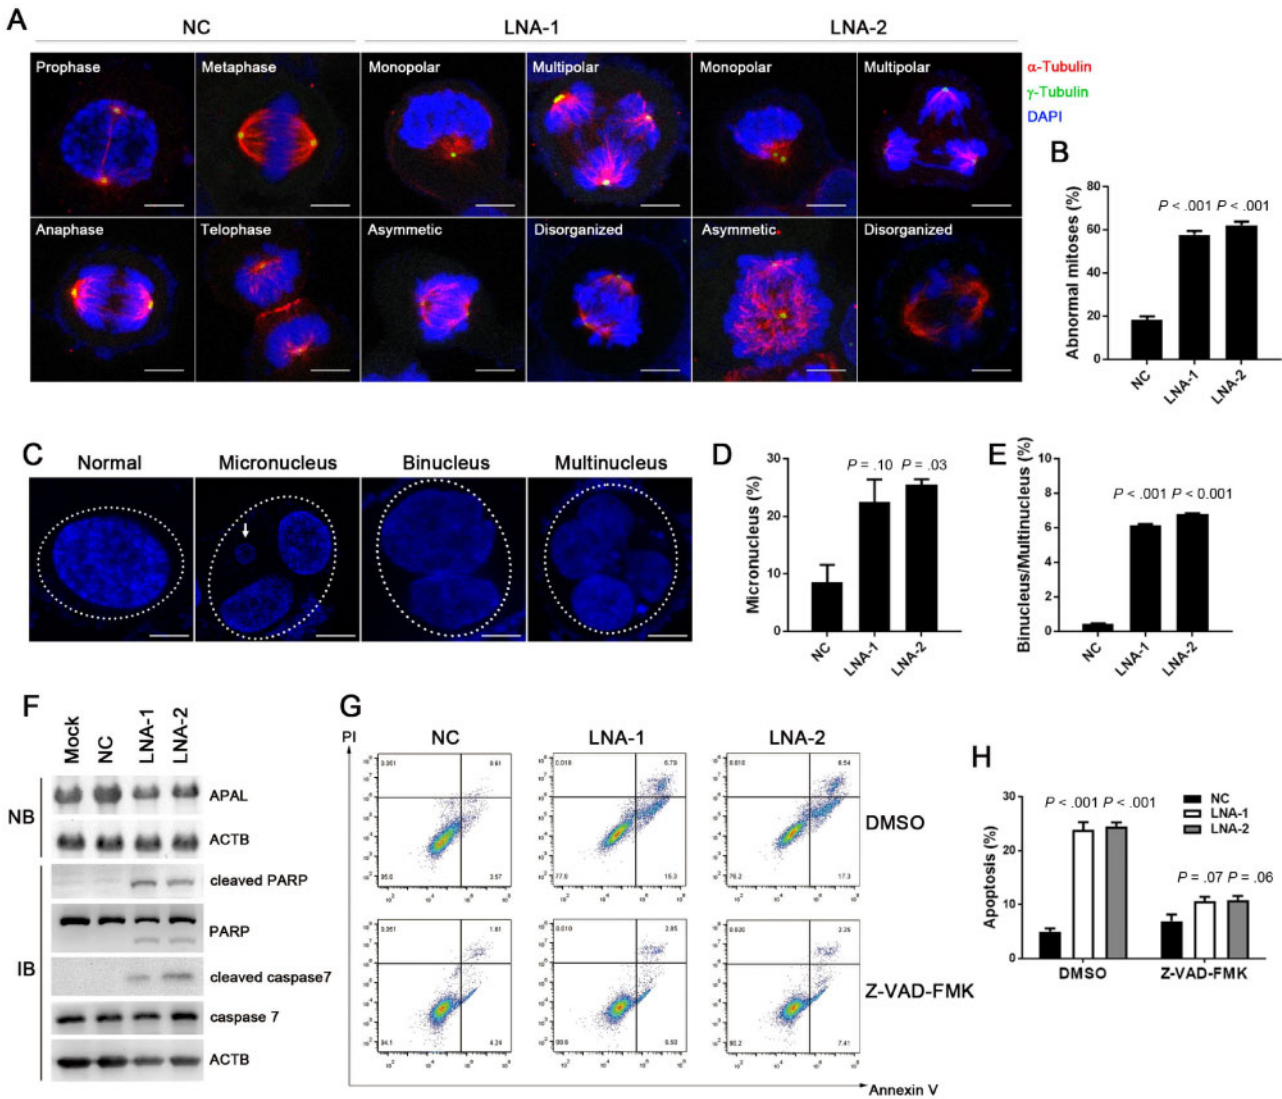 A
NC
LNA-1
LNA-2
Prophase
Metaphase
Monopolar
Multipolar
Monopolar
Multipolar
α-Tubulin
γ-Tubulin
DAPI
Anaphase
Telophase
Asymmetic
Disorganized
Asymmetic
Disorganized
B
Abnormal mitoses (%)
80
60
40
20
0
P < .001
P < .001
NC
LNA-1
LNA-2
C
Normal
Micronucleus
Binucleus
Multinucleus
D
Micronucleus (%)
30
20
10
0
P = .10
P = .03
NC
LNA-1
LNA-2
E
Binucleus/Multinucleus (%)
10
8
6
4
2
0
P < .001
P < 0.001
NC
LNA-1
LNA-2
F
Mock
NC
LNA-1
LNA-2
NB
APAL
ACTB
IB
cleaved PARP
PARP
cleaved caspase7
caspase 7
ACTB
G
PI
NC
LNA-1
LNA-2
DMSO
Z-VAD-FMK
Annexin V
H
Apoptosis (%)
30
20
10
0
P < .001
P < .001
NC
LNA-1
LNA-2
P = .07
P = .06
DMSO
Z-VAD-FMK